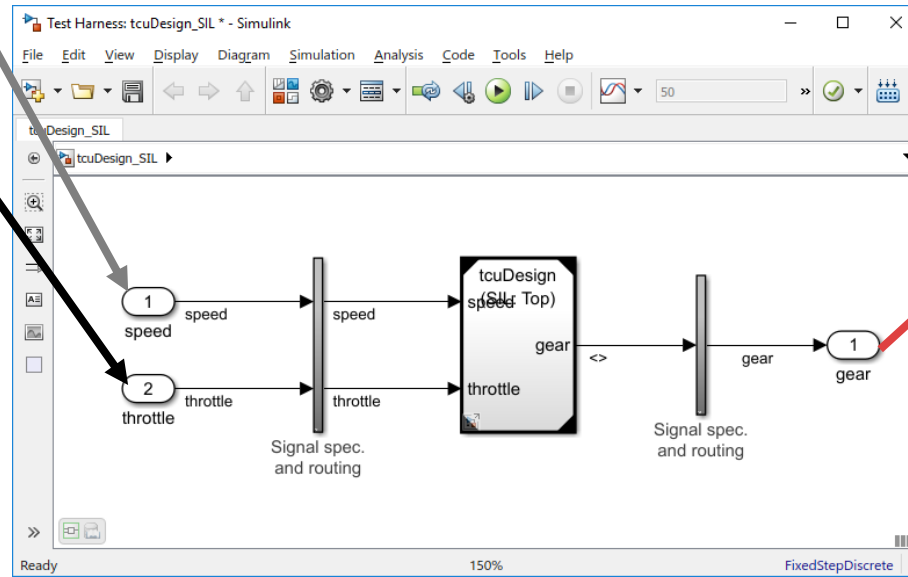 Test Harness: tcuDesign_SIL * - Simulink
File Edit View Display Diagram Simulation Analysis Code Tools Help
50 »
tcuDesign_SIL
tcuDesign_SIL
tcuDesign
(SIL: Top)
1 speed speed speed
speed
gear <> gear 1
gear
2 throttle throttle throttle
throttle
Signal spec.
and routing
Signal spec.
and routing
»
Ready 150% FixedStepDiscrete